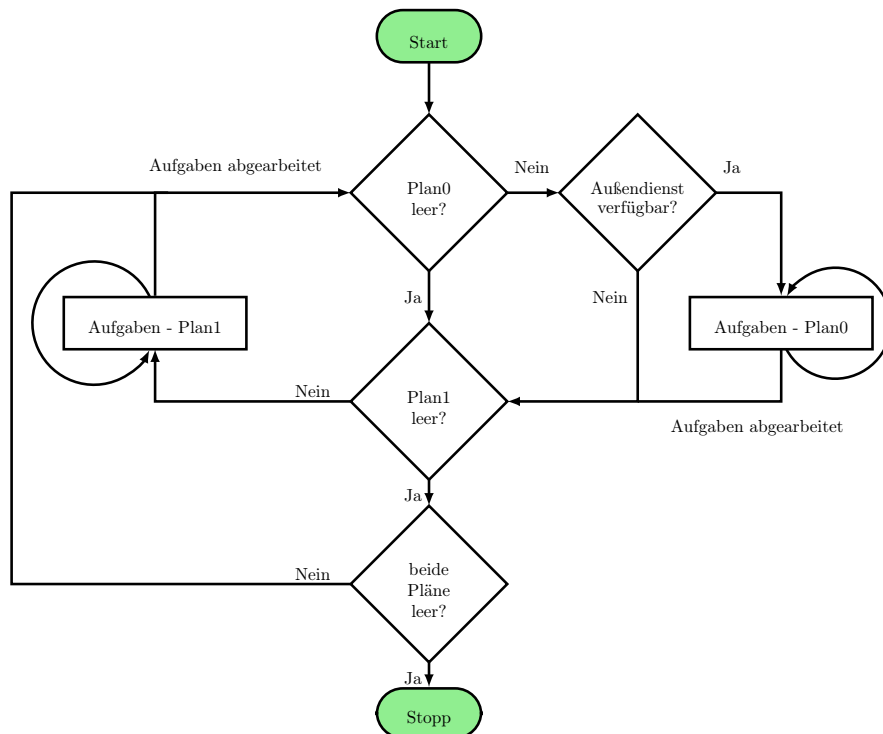 Start
Aufgaben abgearbeitet
Plan0
leer?
Nein
Außendienst
verfügbar?
Ja
Ja
Nein
Aufgaben - Plan1
Aufgaben - Plan0
Nein
Plan1
leer?
Aufgaben abgearbeitet
Ja
Nein
beide
Pläne
leer?
Ja
Stopp